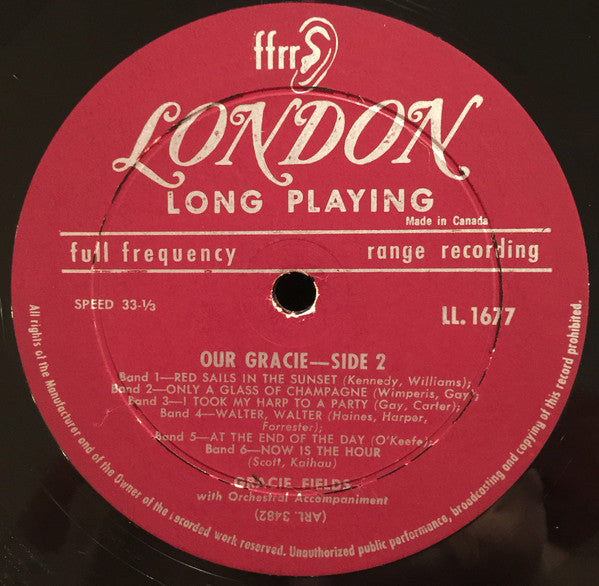 ffrr
LONDON
LONG PLAYING
Made in Canada
full frequency range recording
SPEED 33-⅓
LL. 1677
OUR GRACIE—SIDE 2
Band 1—RED SAILS IN THE SUNSET (Kennedy, Williams);
Band 2—ONLY A GLASS OF CHAMPAGNE (Wimperis, Gay);
Band 3—I TOOK MY HARP TO A PARTY (Gay, Carter);
Band 4—WALTER, WALTER (Haines, Harper,
Forrester);
Band 5—AT THE END OF THE DAY (O'Keefe);
Band 6—NOW IS THE HOUR
(Scott, Kaihau)
GRACIE FIELDS
with Orchestral Accompaniment
(ARL 3482)
All rights of the Manufacturer and of the Owner of the recorded work reserved. Unauthorized public performance, broadcasting and copying of this record prohibited.